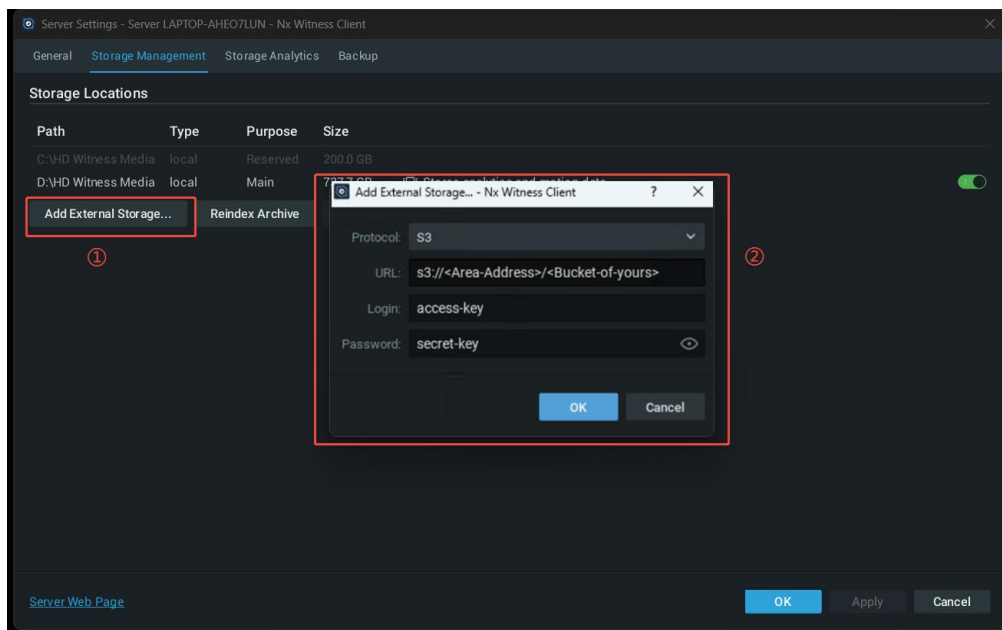 Server Settings - Server LAPTOP-AHEO7LUN - Nx Witness Client
General Storage Management Storage Analytics Backup
Storage Locations
Path Type Purpose Size
C:\HD Witness Media local Reserved 200.0 GB
D:\HD Witness Media local Main
Add External Storage... Reindex Archive
①
Add External Storage... - Nx Witness Client ?
Protocol: S3
URL: s3://<Area-Address>/<Bucket-of-yours>
Login: access-key
Password: secret-key
OK Cancel
②
Server Web Page
OK Apply Cancel